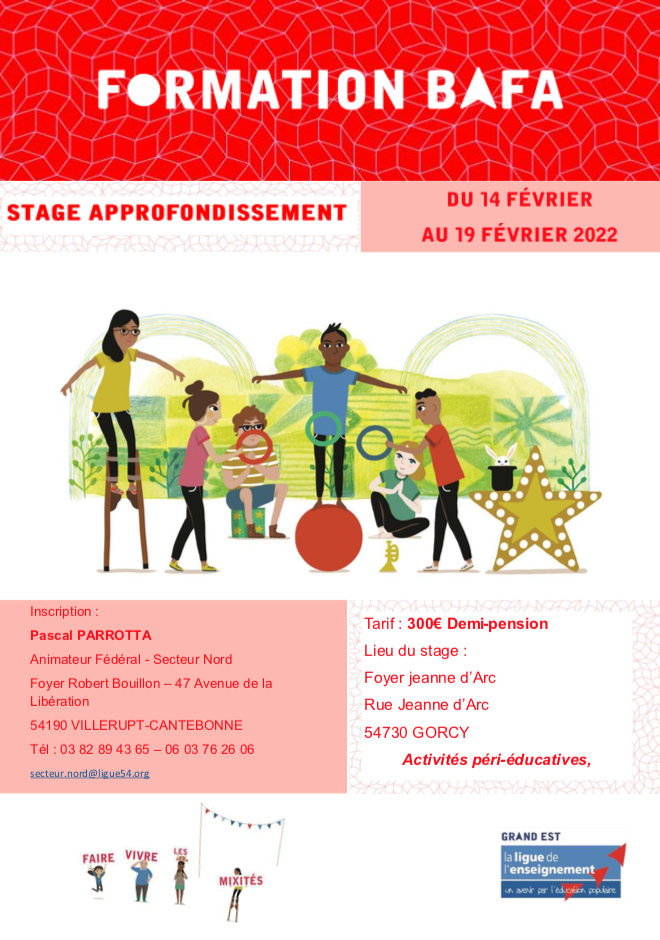 FORMATION BAFA
STAGE APPROFONDISSEMENT
DU 14 FÉVRIER
AU 19 FÉVRIER 2022
Inscription :
Pascal PARROTTA
Animateur Fédéral - Secteur Nord
Foyer Robert Bouillon – 47 Avenue de la
Libération
54190 VILLERUPT-CANTEBONNE
Tél : 03 82 89 43 65 – 06 03 76 26 06
secteur.nord@ligue54.org
Tarif : 300€ Demi-pension
Lieu du stage :
Foyer jeanne d’Arc
Rue Jeanne d’Arc
54730 GORCY
Activités péri-éducatives,
FAIRE VIVRE LES MIXITÉS
GRAND EST
la ligue de
l'enseignement
un avenir par l'éducation populaire